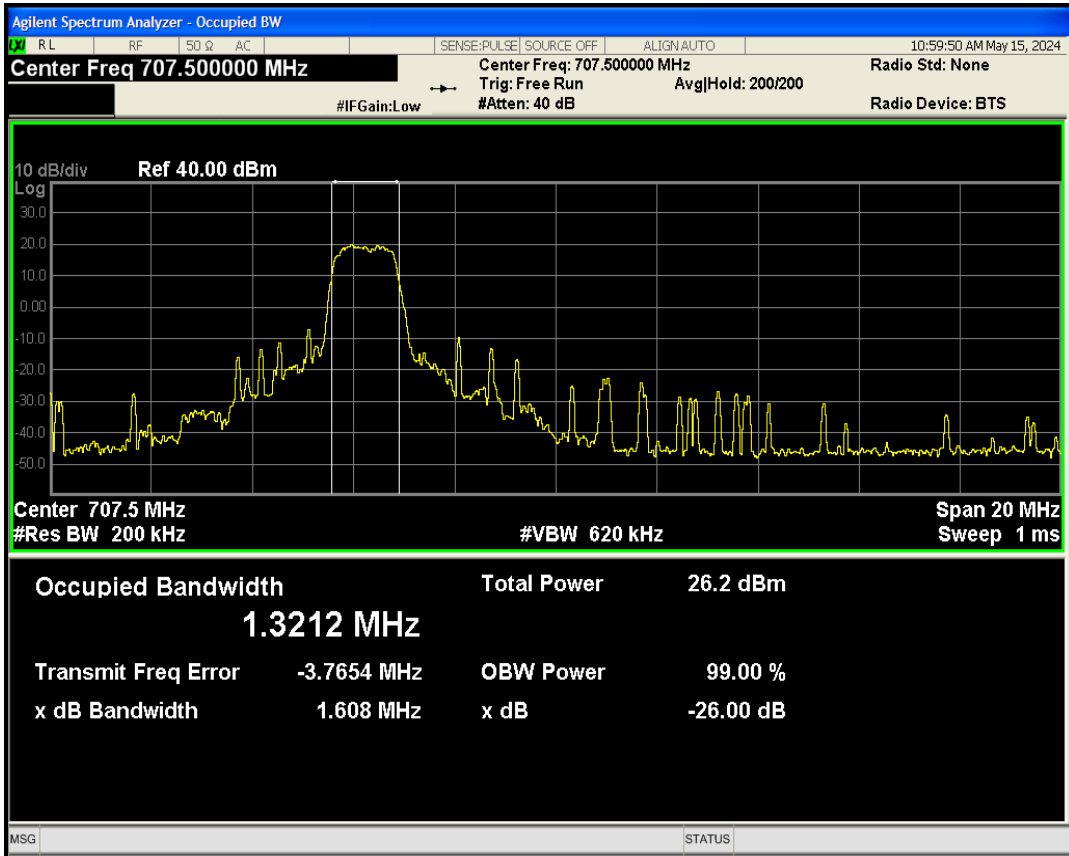 Agilent Spectrum Analyzer - Occupied BW
LXI RL RF 50 Ω AC SENSE:PULSE SOURCE OFF ALIGN AUTO 10:59:50 AM May 15, 2024
Center Freq 707.500000 MHz Center Freq: 707.500000 MHz Radio Std: None
Trig: Free Run Avg|Hold: 200/200
#IFGain:Low #Atten: 40 dB Radio Device: BTS
10 dB/div Ref 40.00 dBm
Log
30.0
20.0
10.0
0.00
-10.0
-20.0
-30.0
-40.0
-50.0
Center 707.5 MHz Span 20 MHz
#Res BW 200 kHz #VBW 620 kHz Sweep 1 ms
Occupied Bandwidth Total Power 26.2 dBm
1.3212 MHz
Transmit Freq Error -3.7654 MHz OBW Power 99.00 %
x dB Bandwidth 1.608 MHz x dB -26.00 dB
MSG STATUS